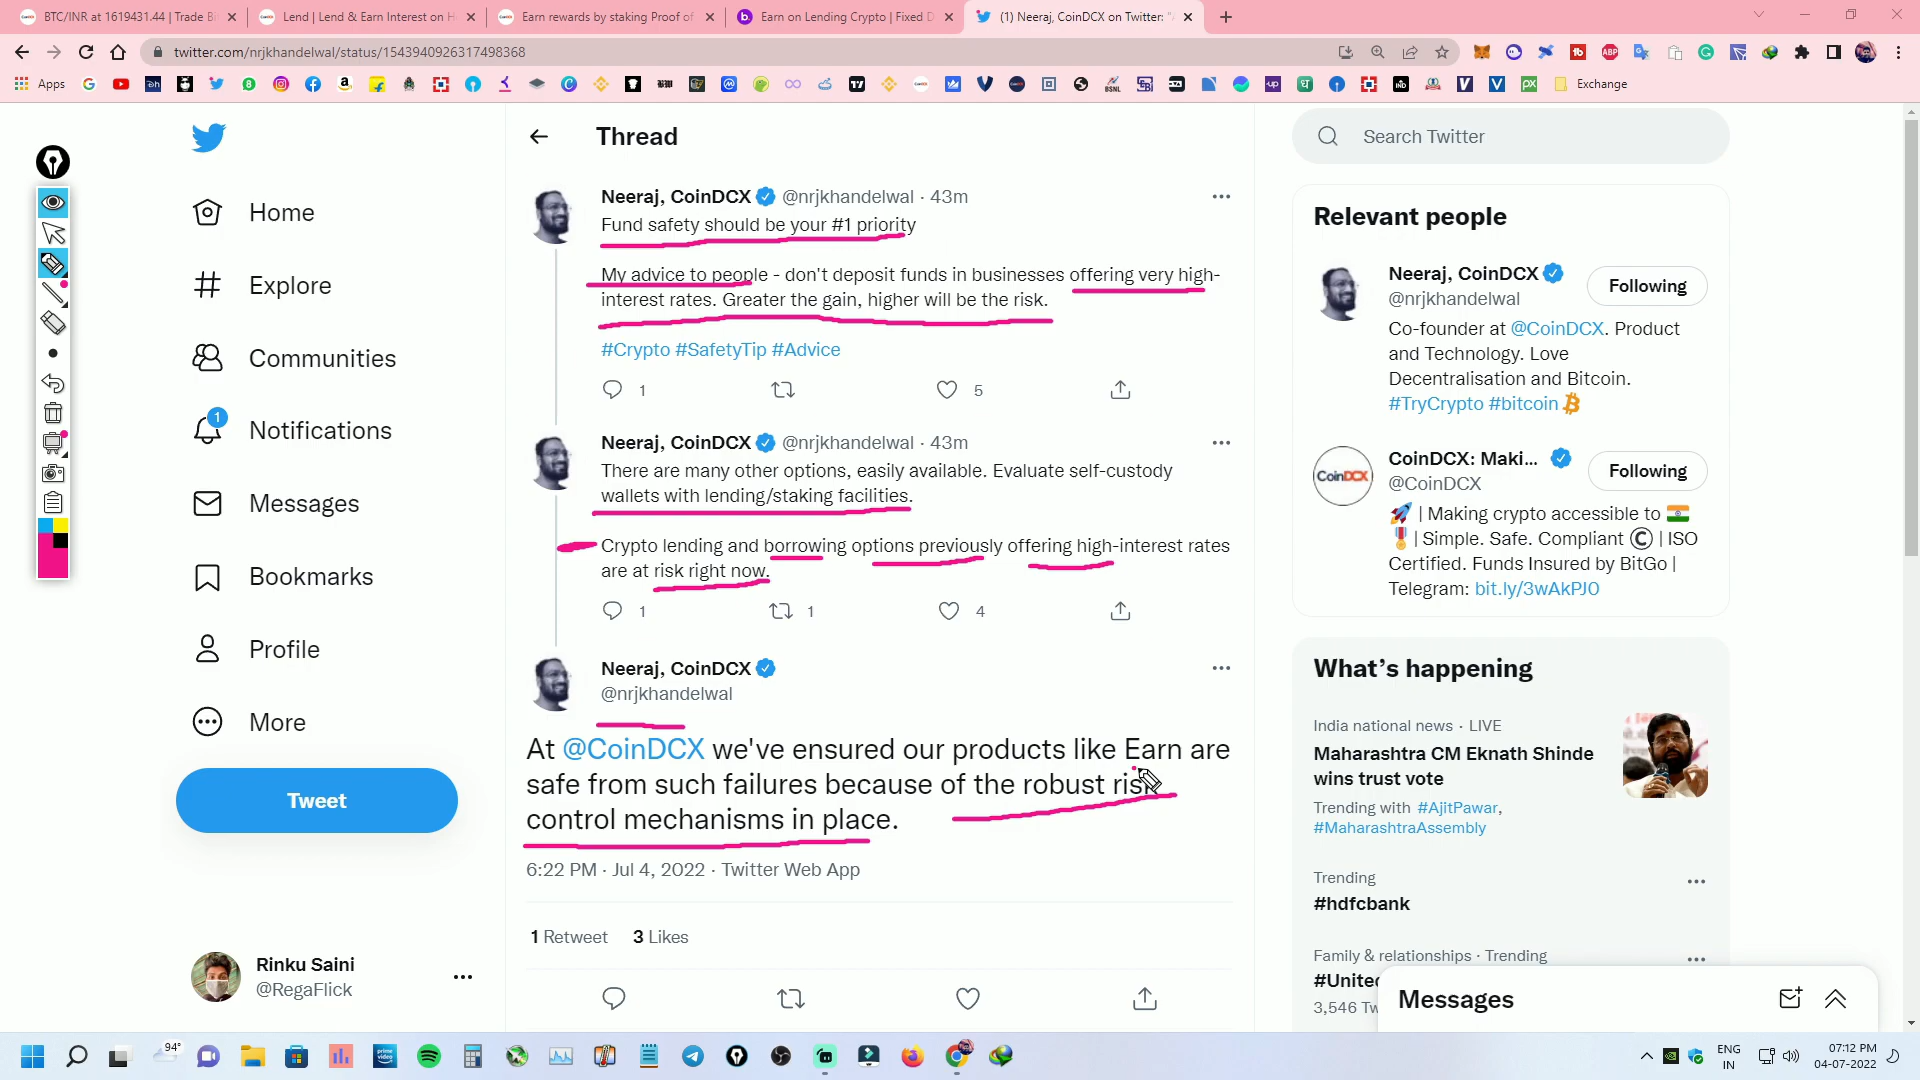 BTC/INR at 1619431.44 | Trade Bi
Lend | Lend & Earn Interest on H
Earn rewards by staking Proof of
Earn on Lending Crypto | Fixed D
(1) Neeraj, CoinDCX on Twitter: "
twitter.com/nrjkhandelwal/status/1543940926317498368
Apps
Exchange
Home
Explore
Communities
1
Notifications
Messages
Bookmarks
Profile
More
Tweet
Rinku Saini
@RegaFlick
Thread
Neeraj, CoinDCX @nrjkhandelwal · 43m
Fund safety should be your #1 priority
My advice to people - don't deposit funds in businesses offering very high-
interest rates. Greater the gain, higher will be the risk.
#Crypto #SafetyTip #Advice
1 5
Neeraj, CoinDCX @nrjkhandelwal · 43m
There are many other options, easily available. Evaluate self-custody
wallets with lending/staking facilities.
Crypto lending and borrowing options previously offering high-interest rates
are at risk right now.
1 1 4
Neeraj, CoinDCX
@nrjkhandelwal
At @CoinDCX we've ensured our products like Earn are
safe from such failures because of the robust risk
control mechanisms in place.
6:22 PM · Jul 4, 2022 · Twitter Web App
1 Retweet 3 Likes
Search Twitter
Relevant people
Neeraj, CoinDCX
@nrjkhandelwal
Following
Co-founder at @CoinDCX. Product
and Technology. Love
Decentralisation and Bitcoin.
#TryCrypto #bitcoin
CoinDCX
CoinDCX: Maki...
@CoinDCX
Following
🚀 | Making crypto accessible to 🇮🇳
🎖️| Simple. Safe. Compliant © | ISO
Certified. Funds Insured by BitGo |
Telegram: bit.ly/3wAkPJ0
What's happening
India national news · LIVE
Maharashtra CM Eknath Shinde
wins trust vote
Trending with #AjitPawar,
#MaharashtraAssembly
Trending
#hdfcbank
Family & relationships · Trending
#Unitec
3,546 Tw
Messages
94°
ENG
IN
07:12 PM
04-07-2022